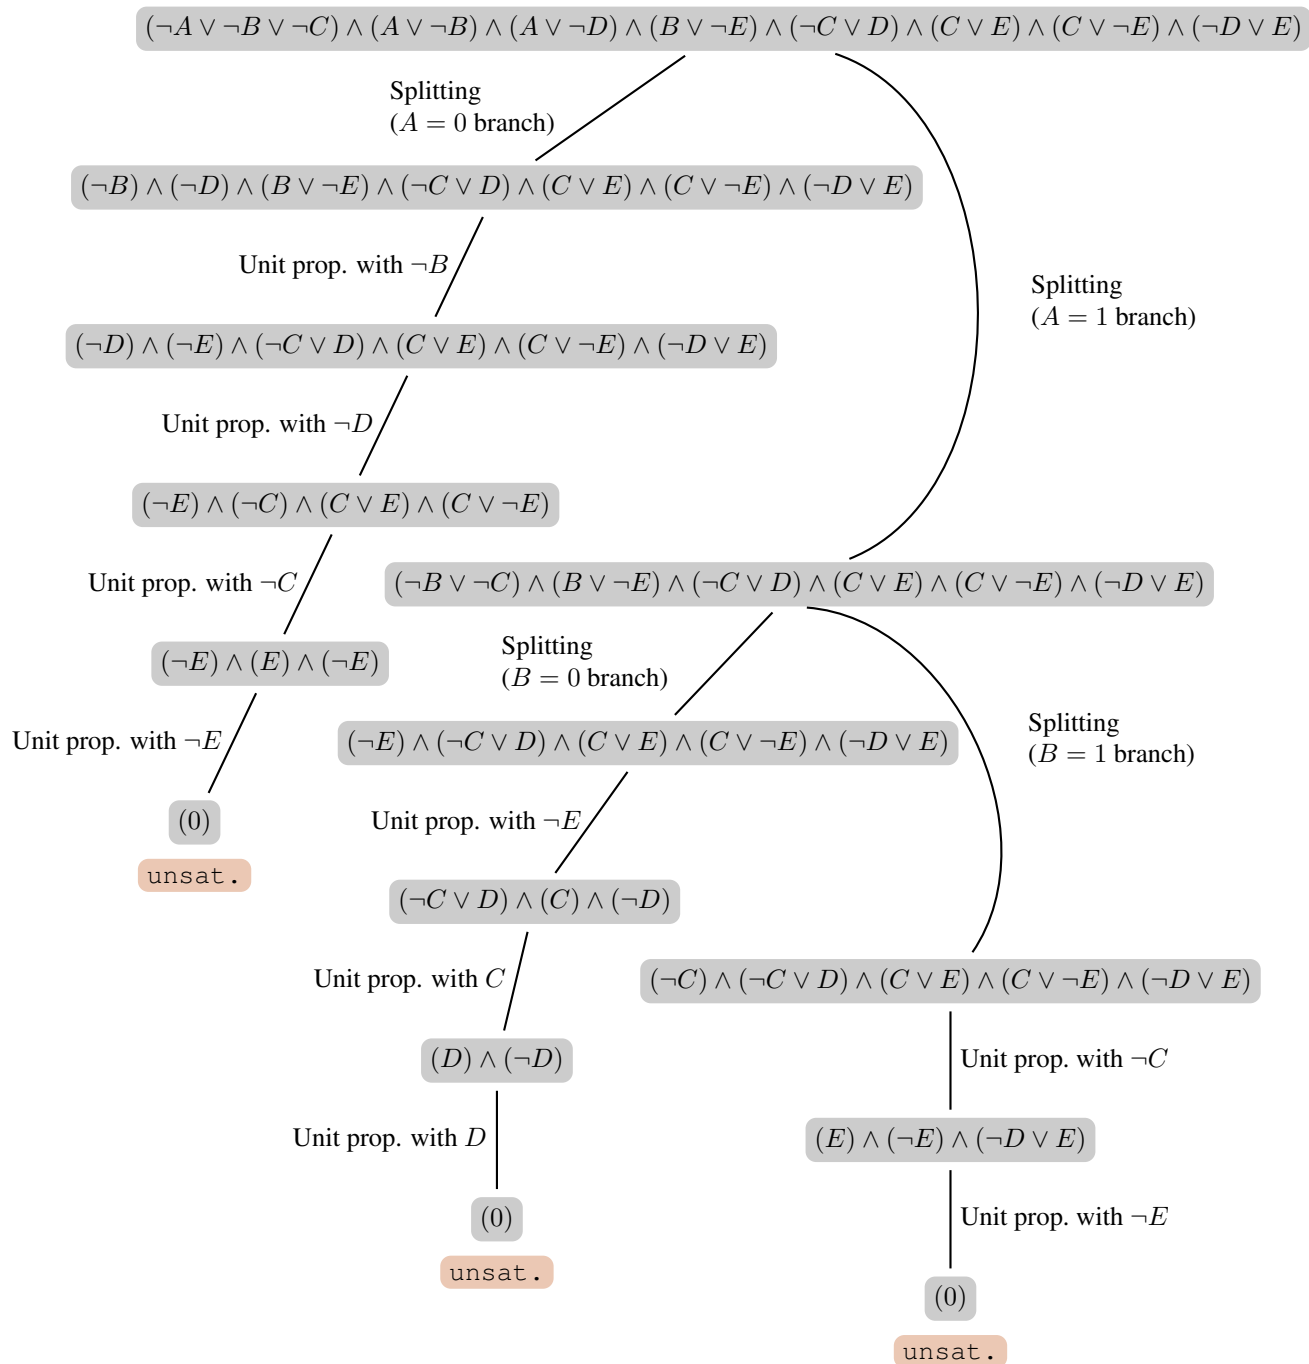 (¬A ∨ ¬B ∨ ¬C) ∧ (A ∨ ¬B) ∧ (A ∨ ¬D) ∧ (B ∨ ¬E) ∧ (¬C ∨ D) ∧ (C ∨ E) ∧ (C ∨ ¬E) ∧ (¬D ∨ E)
Splitting
(A = 0 branch)
(¬B) ∧ (¬D) ∧ (B ∨ ¬E) ∧ (¬C ∨ D) ∧ (C ∨ E) ∧ (C ∨ ¬E) ∧ (¬D ∨ E)
Unit prop. with ¬B
Splitting
(A = 1 branch)
(¬D) ∧ (¬E) ∧ (¬C ∨ D) ∧ (C ∨ E) ∧ (C ∨ ¬E) ∧ (¬D ∨ E)
Unit prop. with ¬D
(¬E) ∧ (¬C) ∧ (C ∨ E) ∧ (C ∨ ¬E)
Unit prop. with ¬C
(¬B ∨ ¬C) ∧ (B ∨ ¬E) ∧ (¬C ∨ D) ∧ (C ∨ E) ∧ (C ∨ ¬E) ∧ (¬D ∨ E)
(¬E) ∧ (E) ∧ (¬E)
Splitting
(B = 0 branch)
Unit prop. with ¬E
(¬E) ∧ (¬C ∨ D) ∧ (C ∨ E) ∧ (C ∨ ¬E) ∧ (¬D ∨ E)
Splitting
(B = 1 branch)
(0)
unsat.
Unit prop. with ¬E
(¬C ∨ D) ∧ (C) ∧ (¬D)
Unit prop. with C
(¬C) ∧ (¬C ∨ D) ∧ (C ∨ E) ∧ (C ∨ ¬E) ∧ (¬D ∨ E)
(D) ∧ (¬D)
Unit prop. with ¬C
Unit prop. with D
(E) ∧ (¬E) ∧ (¬D ∨ E)
(0)
unsat.
Unit prop. with ¬E
(0)
unsat.